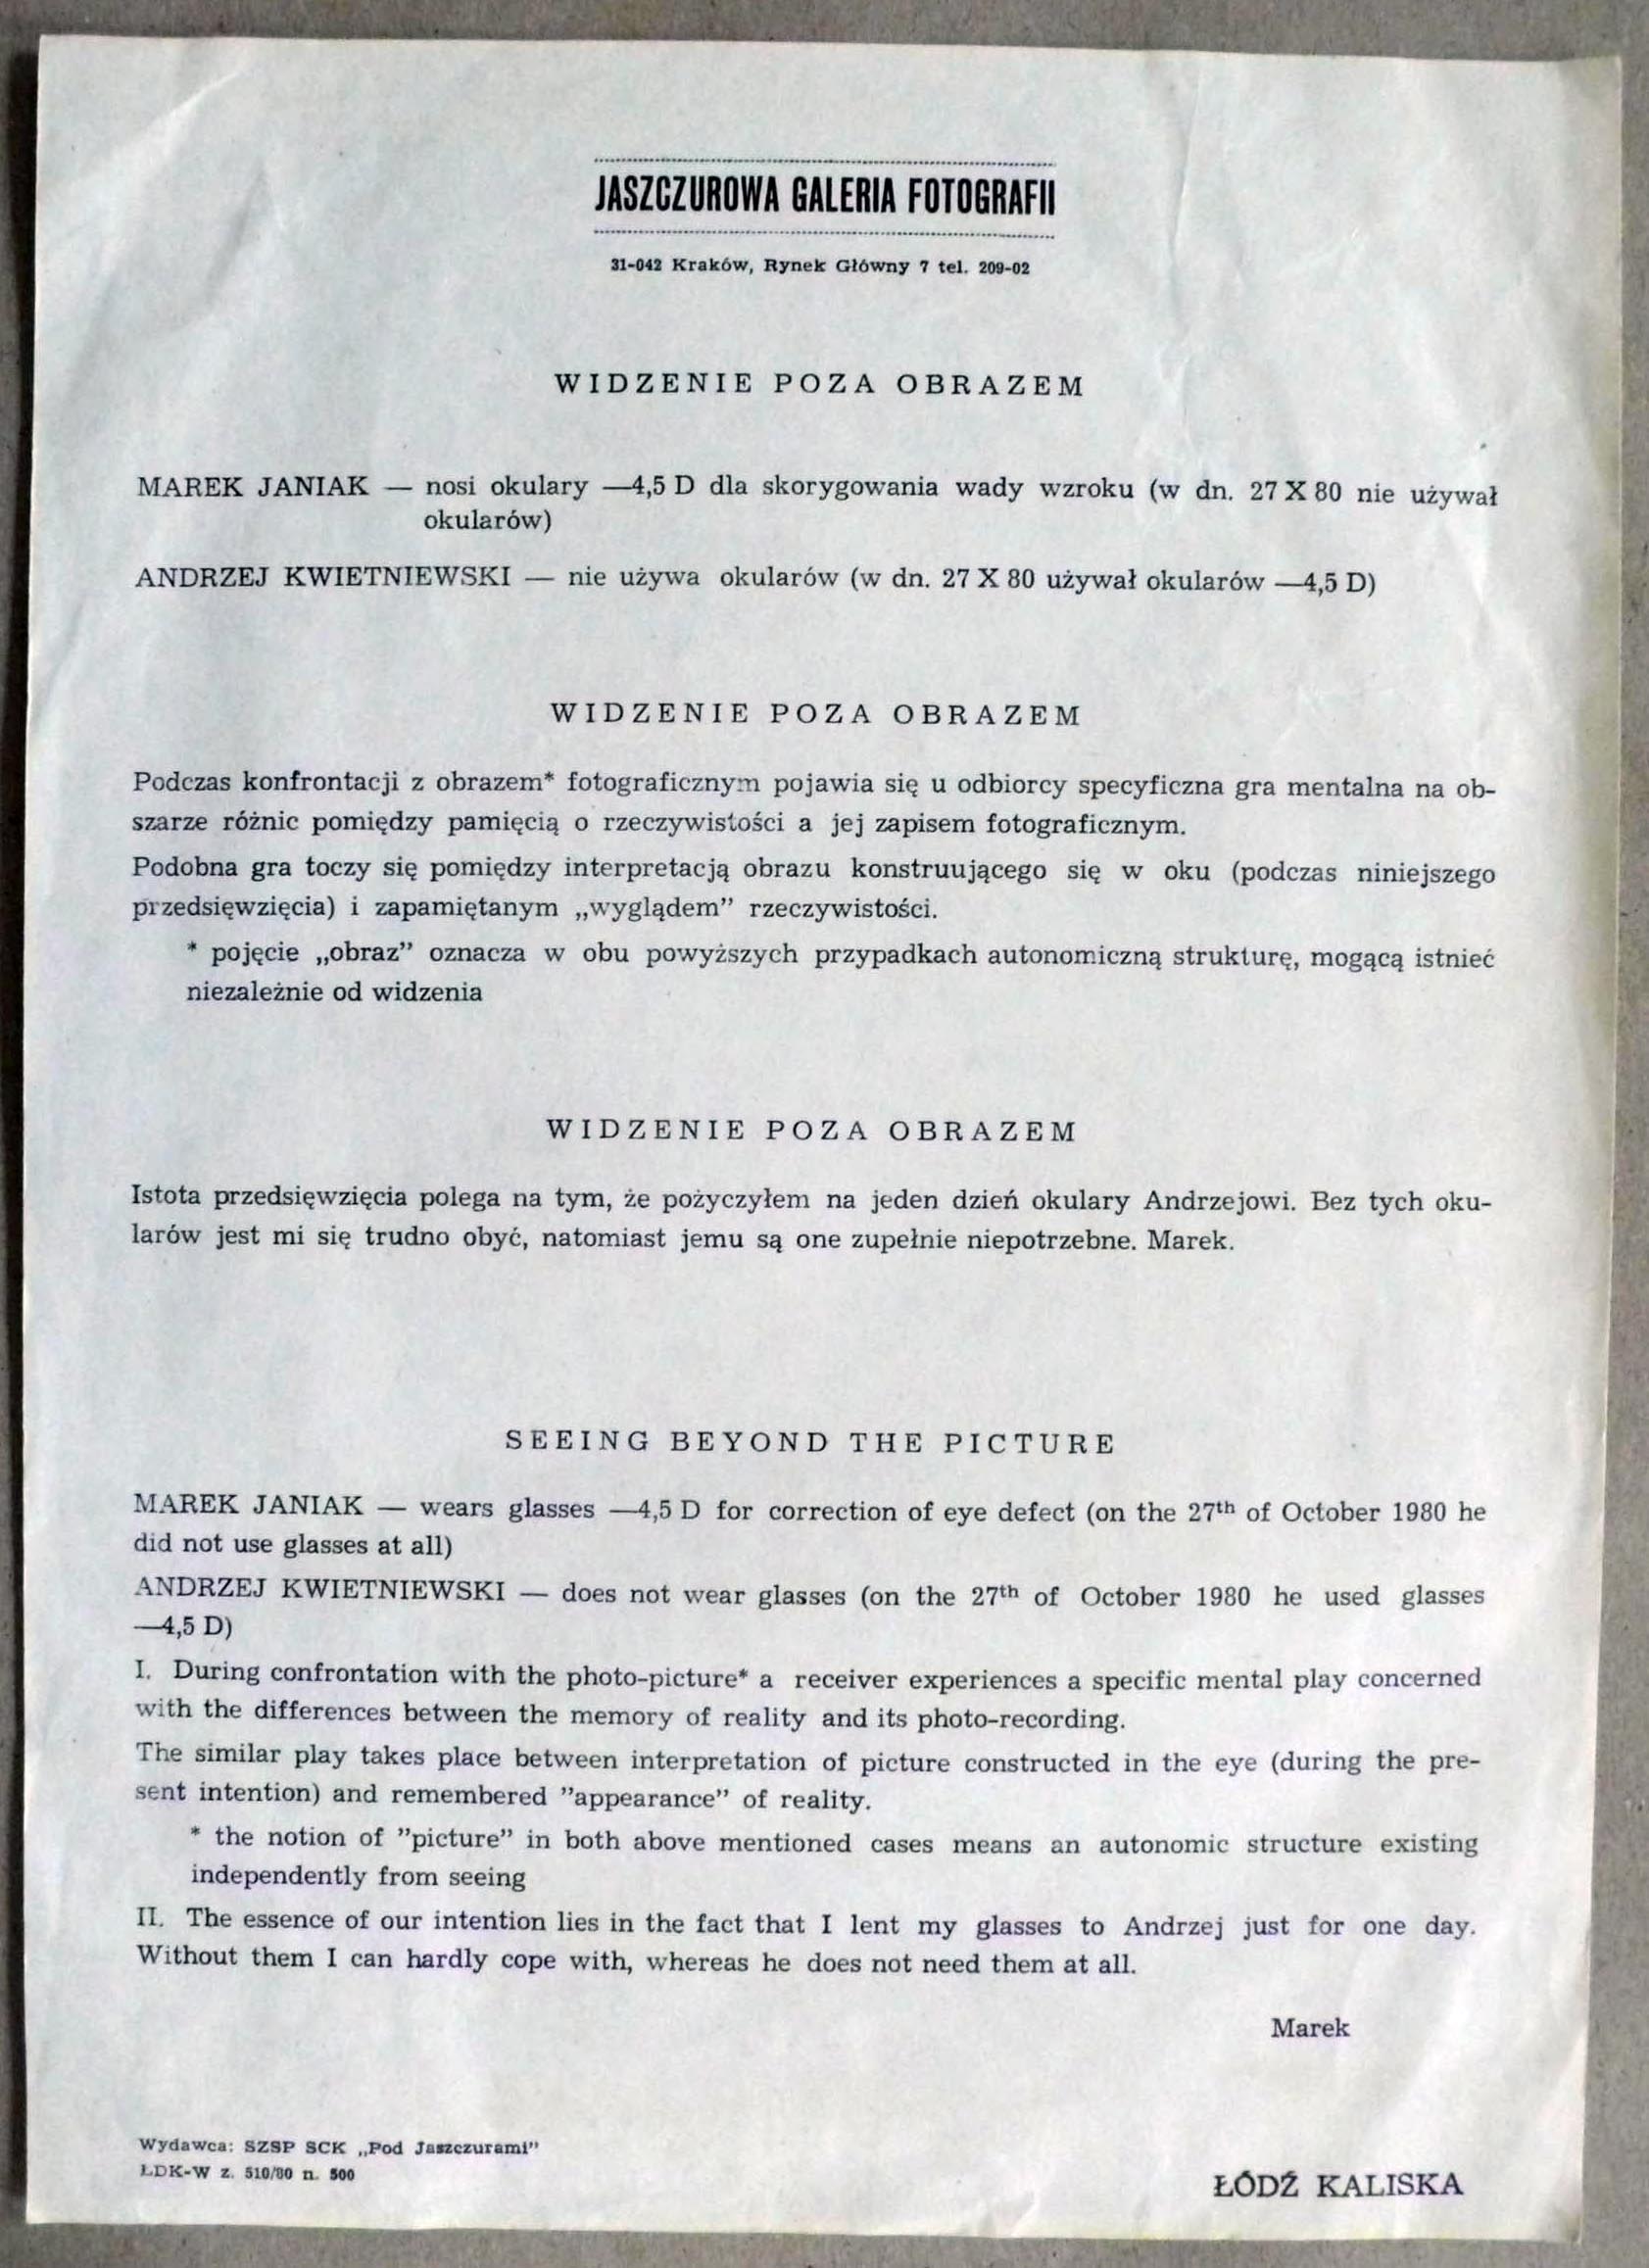 JASZCZUROWA GALERIA FOTOGRAFII
31-042 Kraków, Rynek Główny 7 tel. 209-02
WIDZENIE POZA OBRAZEM
MAREK JANIAK — nosi okulary —4,5 D dla skorygowania wady wzroku (w dn. 27 X 80 nie używał
okularów)
ANDRZEJ KWIETNIEWSKI — nie używa okularów (w dn. 27 X 80 używał okularów —4,5 D)
WIDZENIE POZA OBRAZEM
Podczas konfrontacji z obrazem* fotograficznym pojawia się u odbiorcy specyficzna gra mentalna na ob-
szarze różnic pomiędzy pamięcią o rzeczywistości a jej zapisem fotograficznym.
Podobna gra toczy się pomiędzy interpretacją obrazu konstruującego się w oku (podczas niniejszego
przedsięwzięcia) i zapamiętanym „wyglądem” rzeczywistości.
* pojęcie „obraz” oznacza w obu powyższych przypadkach autonomiczną strukturę, mogącą istnieć
niezależnie od widzenia
WIDZENIE POZA OBRAZEM
Istota przedsięwzięcia polega na tym, że pożyczyłem na jeden dzień okulary Andrzejowi. Bez tych oku-
larów jest mi się trudno obyć, natomiast jemu są one zupełnie niepotrzebne. Marek.
SEEING BEYOND THE PICTURE
MAREK JANIAK — wears glasses —4,5 D for correction of eye defect (on the 27th of October 1980 he
did not use glasses at all)
ANDRZEJ KWIETNIEWSKI — does not wear glasses (on the 27th of October 1980 he used glasses
—4,5 D)
I. During confrontation with the photo-picture* a receiver experiences a specific mental play concerned
with the differences between the memory of reality and its photo-recording.
The similar play takes place between interpretation of picture constructed in the eye (during the pre-
sent intention) and remembered ”appearance” of reality.
* the notion of ”picture” in both above mentioned cases means an autonomic structure existing
independently from seeing
II. The essence of our intention lies in the fact that I lent my glasses to Andrzej just for one day.
Without them I can hardly cope with, whereas he does not need them at all.
Marek
Wydawca: SZSP SCK „Pod Jaszczurami”
ŁDK-W z. 510/80 n. 500
ŁÓDŹ KALISKA